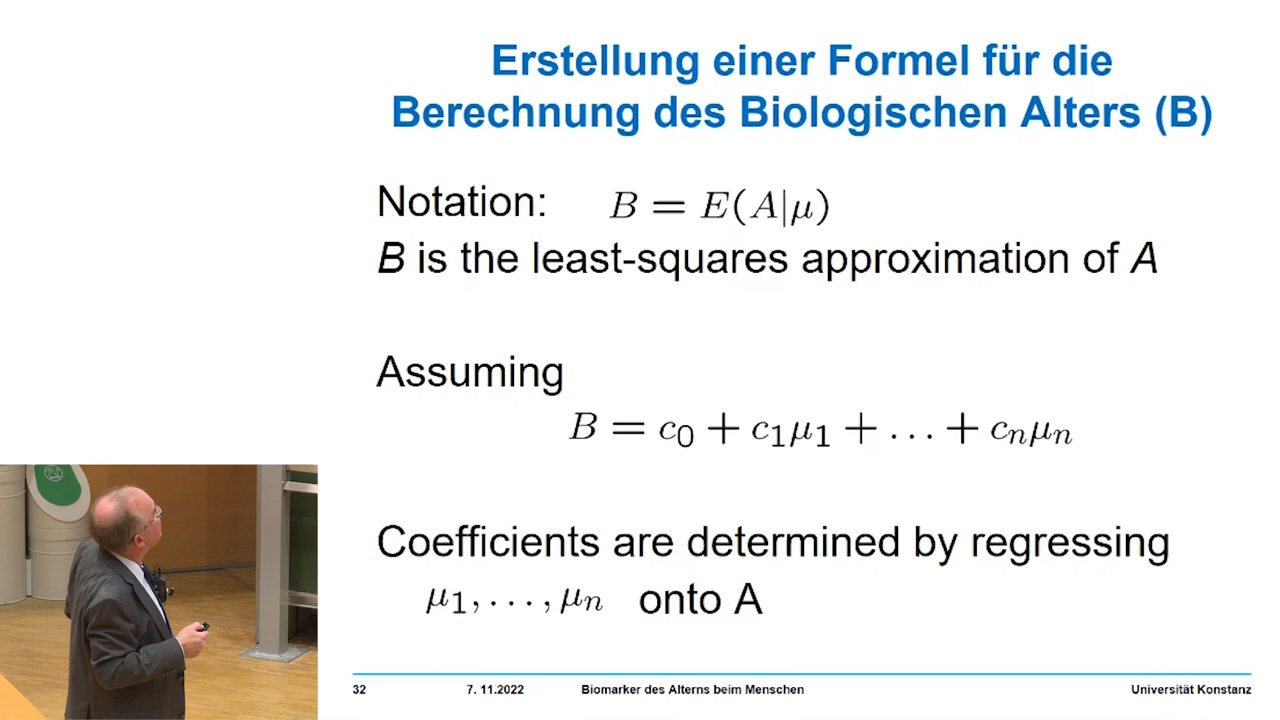 Erstellung einer Formel für die
Berechnung des Biologischen Alters (B)
Notation: B = E(A|μ)
B is the least-squares approximation of A
Assuming
B = c₀ + c₁μ₁ + . . . + cₙμₙ
Coefficients are determined by regressing
μ₁, . . . , μₙ onto A
32 7. 11.2022 Biomarker des Alterns beim Menschen Universität Konstanz